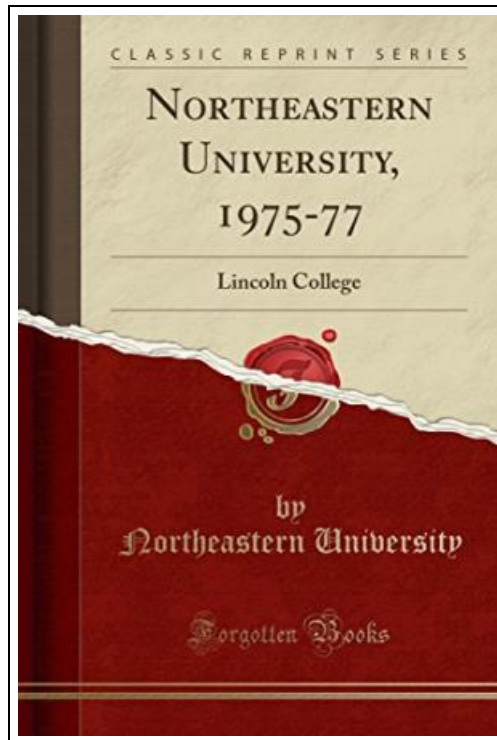 CLASSIC REPRINT SERIES
NORTHEASTERN
UNIVERSITY,
1975-77
Lincoln College
by
Northeastern University
Forgotten Books